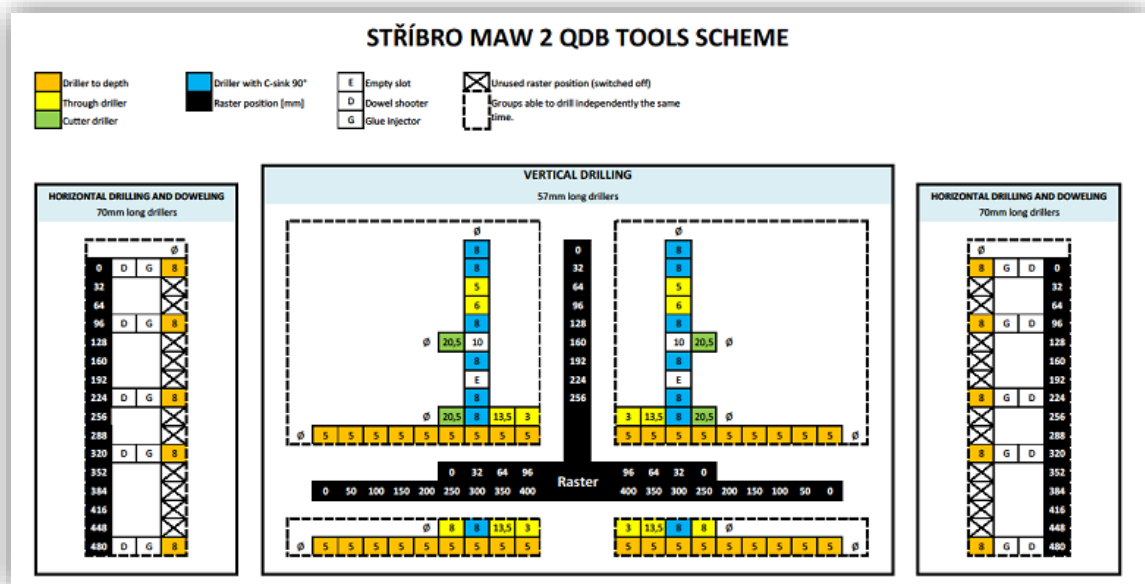 STŘÍBRO MAW 2 QDB TOOLS SCHEME
Driller to depth
Through driller
Cutter driller
Driller with C-sink 90°
Raster position [mm]
E Empty slot
D Dowel shooter
G Glue injector
Unused raster position (switched off)
Groups able to drill independently the same
time.
HORIZONTAL DRILLING AND DOWELING
70mm long drillers
Ø
0 D G 8
32
64
96 D G 8
128
160
192
224 D G 8
256
288
320 D G 8
352
384
416
448
480 D G 8
VERTICAL DRILLING
57mm long drillers
Ø Ø
8 0 8
8 32 8
5 64 5
6 96 6
8 128 8
Ø 20,5 10 160 10 20,5 Ø
8 192 8
E 224 E
8 256 8
Ø 20,5 8 13,5 3 3 13,5 8 20,5 Ø
Ø 5 5 5 5 5 5 5 5 5 5 5 5 5 5 5 5 5 5 Ø
0 32 64 96 Raster 96 64 32 0
0 50 100 150 200 250 300 350 400 400 350 300 250 200 150 100 50 0
Ø 8 8 13,5 3 3 13,5 8 8 Ø
Ø 5 5 5 5 5 5 5 5 5 5 5 5 5 5 5 5 5 5 Ø
HORIZONTAL DRILLING AND DOWELING
70mm long drillers
Ø
8 G D 0
32
64
8 G D 96
128
160
192
8 G D 224
256
288
8 G D 320
352
384
416
448
8 G D 480